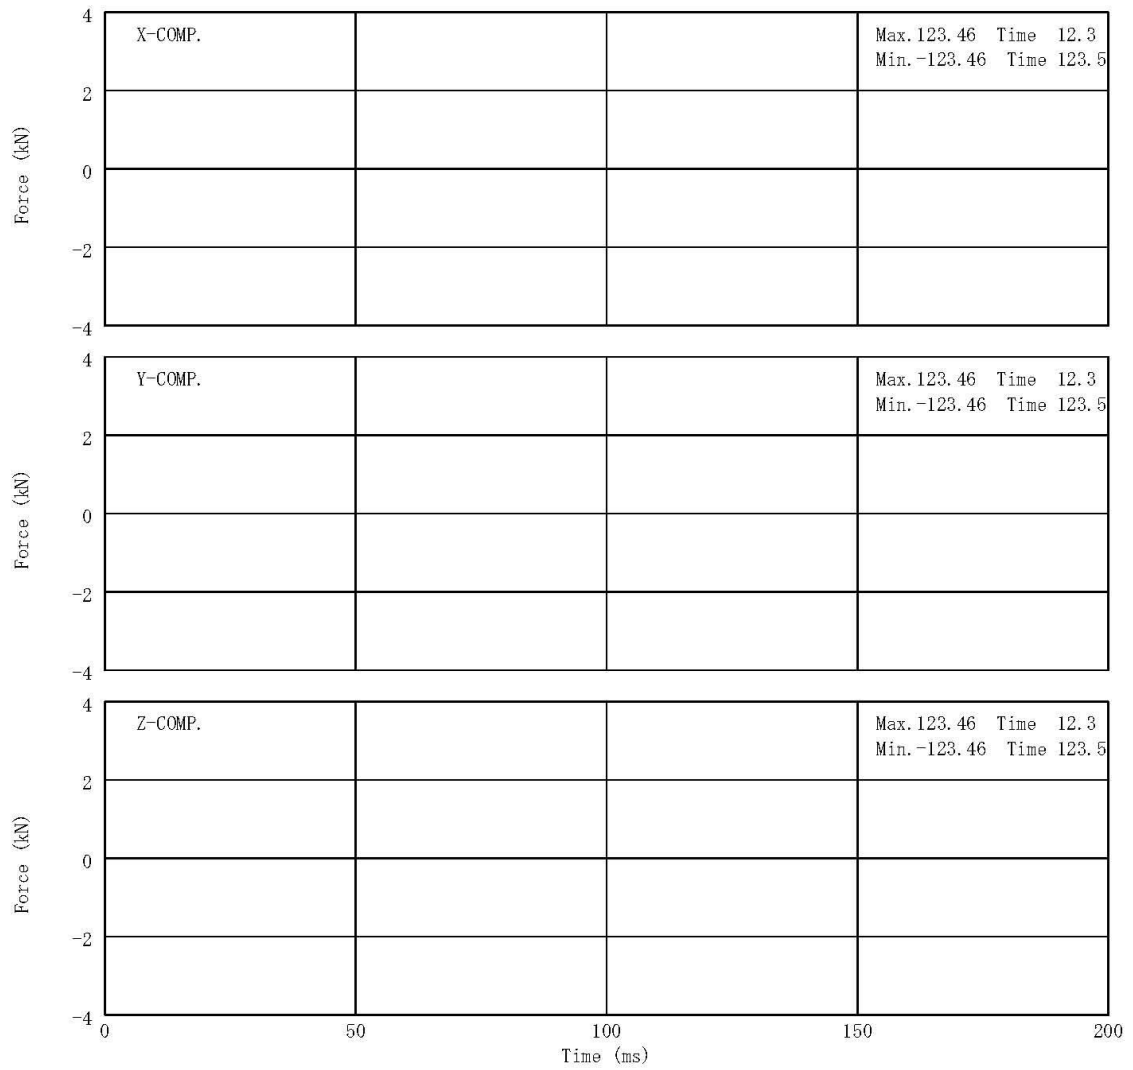 4
X-COMP.
Max.123.46 Time 12.3
Min.-123.46 Time 123.5
2
Force (kN)
0
-2
-4
4
Y-COMP.
Max.123.46 Time 12.3
Min.-123.46 Time 123.5
2
Force (kN)
0
-2
-4
4
Z-COMP.
Max.123.46 Time 12.3
Min.-123.46 Time 123.5
2
Force (kN)
0
-2
-4
0 50 100 150 200
Time (ms)